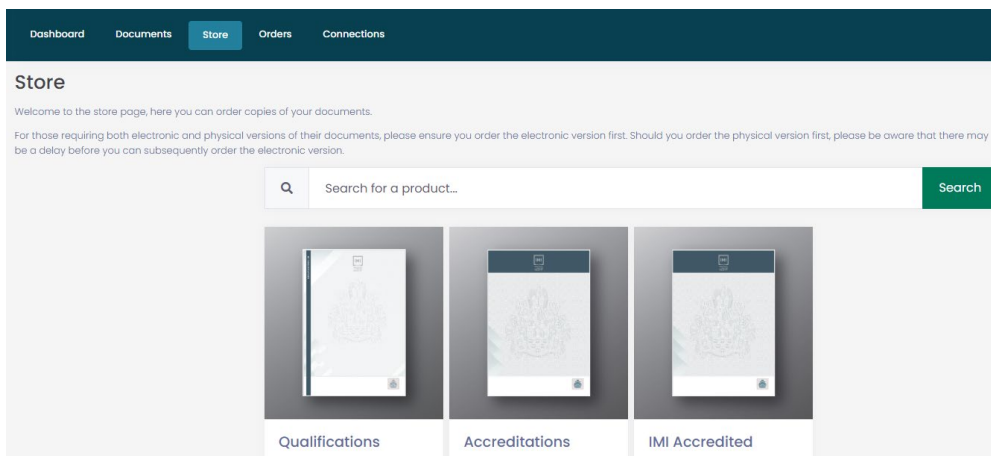 Dashboard Documents Store Orders Connections
Store
Welcome to the store page, here you can order copies of your documents.
For those requiring both electronic and physical versions of their documents, please ensure you order the electronic version first. Should you order the physical version first, please be aware that there may
be a delay before you can subsequently order the electronic version.
Search for a product... Search
Qualifications Accreditations IMI Accredited